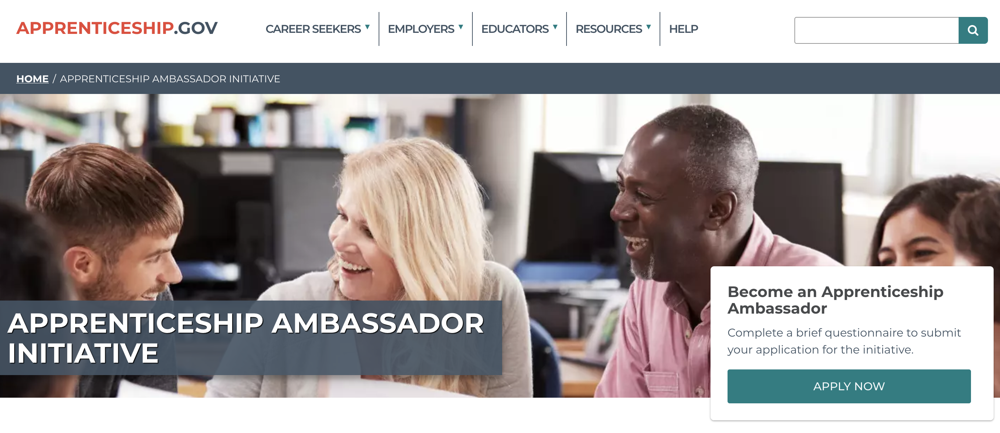 APPRENTICESHIP.GOV
CAREER SEEKERS
EMPLOYERS
EDUCATORS
RESOURCES
HELP
HOME / APPRENTICESHIP AMBASSADOR INITIATIVE
APPRENTICESHIP AMBASSADOR
INITIATIVE
Become an Apprenticeship
Ambassador
Complete a brief questionnaire to submit
your application for the initiative.
APPLY NOW